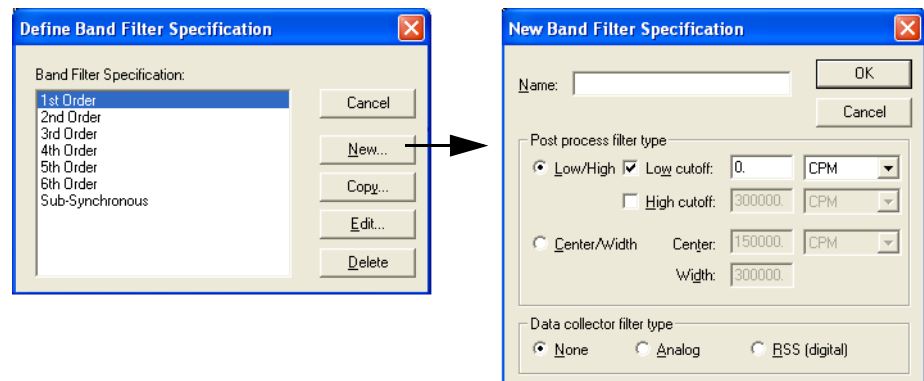 Define Band Filter Specification
Band Filter Specification:
1st Order
2nd Order
3rd Order
4th Order
5th Order
6th Order
Sub-Synchronous
Cancel
New...
Copy...
Edit...
Delete
New Band Filter Specification
Name:
OK
Cancel
Post process filter type
Low/High Low cutoff: 0. CPM
High cutoff: 300000. CPM
Center/Width Center: 150000. CPM
Width: 300000.
Data collector filter type
None Analog RSS (digital)